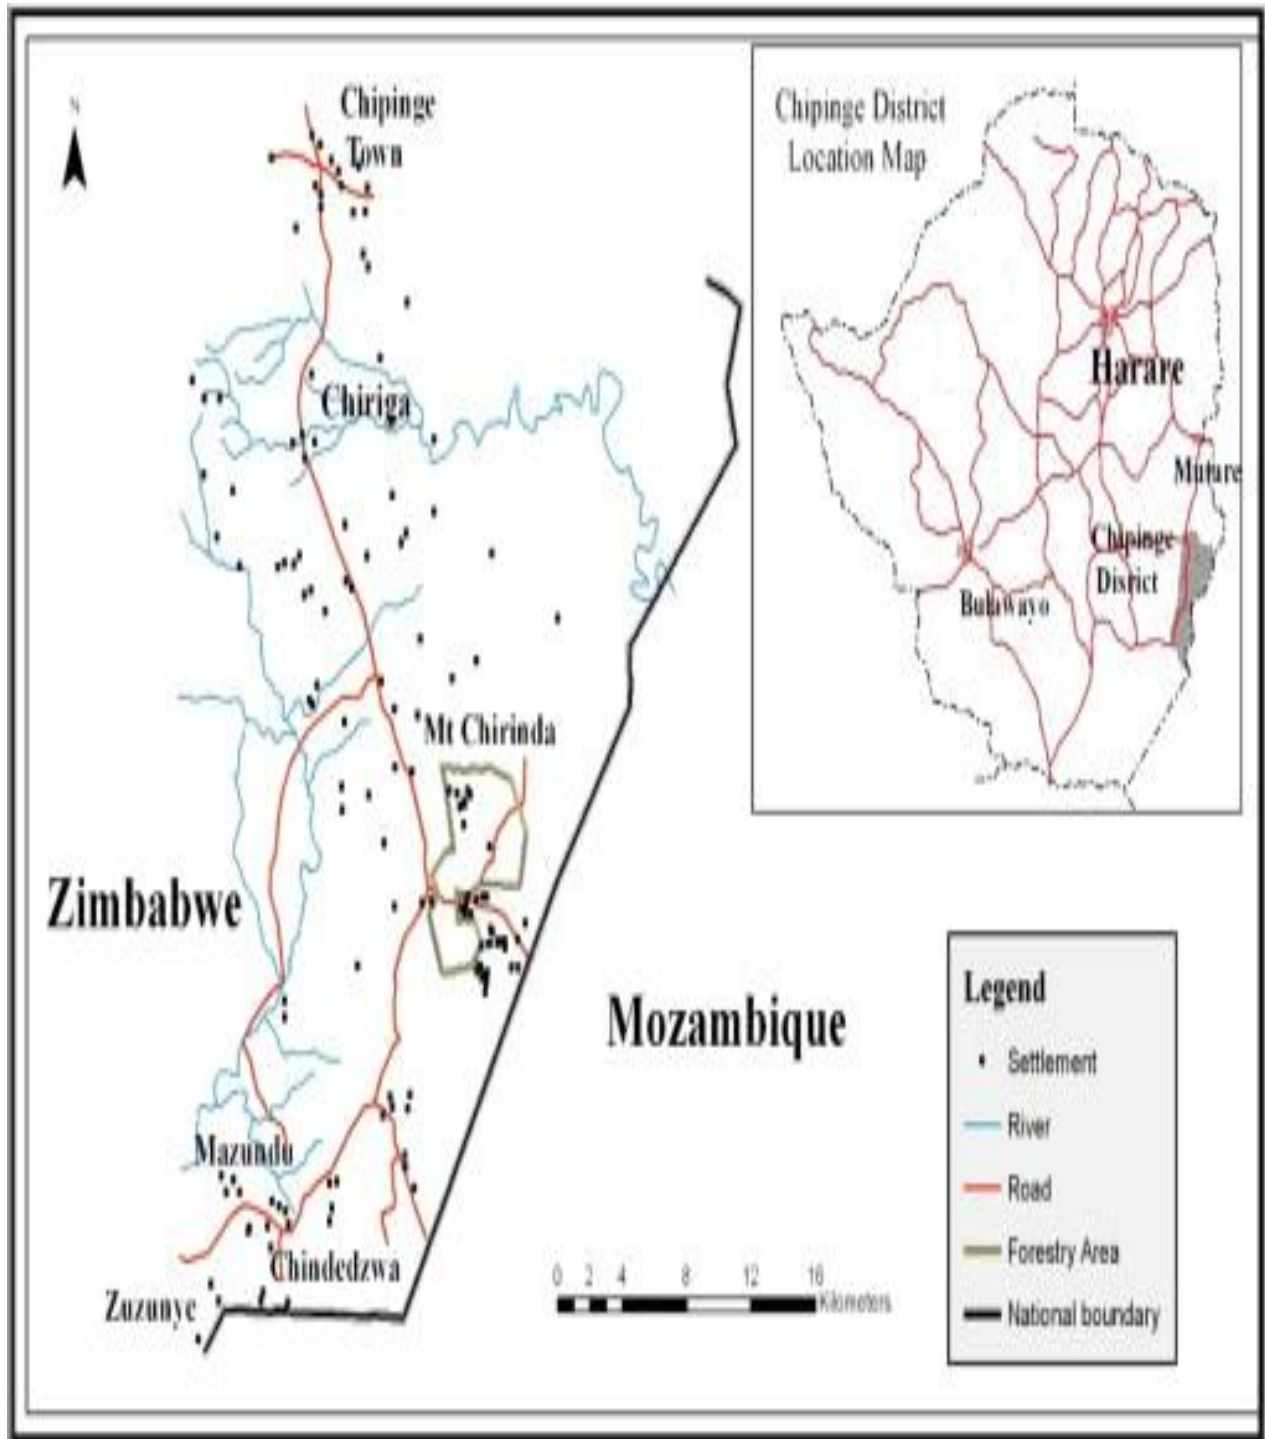 N
Chipinge
Town
Chiriga
Mt Chirinda
Zimbabwe
Mozambique
Mazundu
Chindedzwa
Zuzunye
0 2 4 8 12 16
Kilometers
Chipinge District
Location Map
Harare
Mutare
Chipinge
Disrict
Bulawayo
Legend
Settlement
River
Road
Forestry Area
National boundary